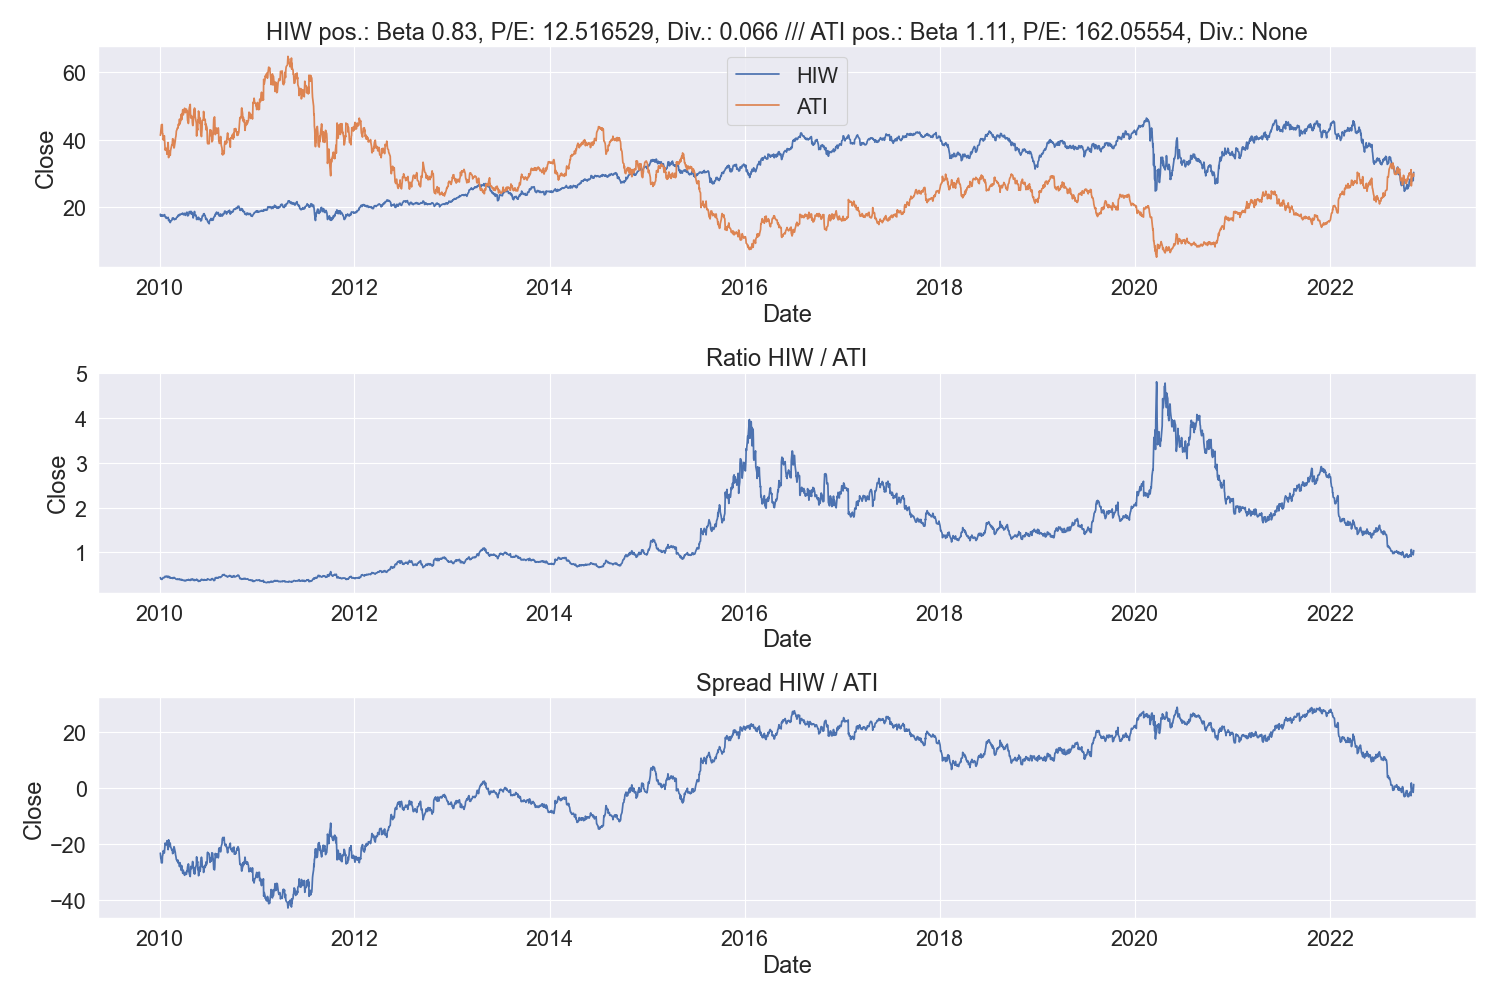 HIW pos.: Beta 0.83, P/E: 12.516529, Div.: 0.066 /// ATI pos.: Beta 1.11, P/E: 162.05554, Div.: None
HIW
ATI
Close
60
40
20
2010 2012 2014 2016 2018 2020 2022
Date
Ratio HIW / ATI
Close
5
4
3
2
1
2010 2012 2014 2016 2018 2020 2022
Date
Spread HIW / ATI
Close
20
0
−20
−40
2010 2012 2014 2016 2018 2020 2022
Date